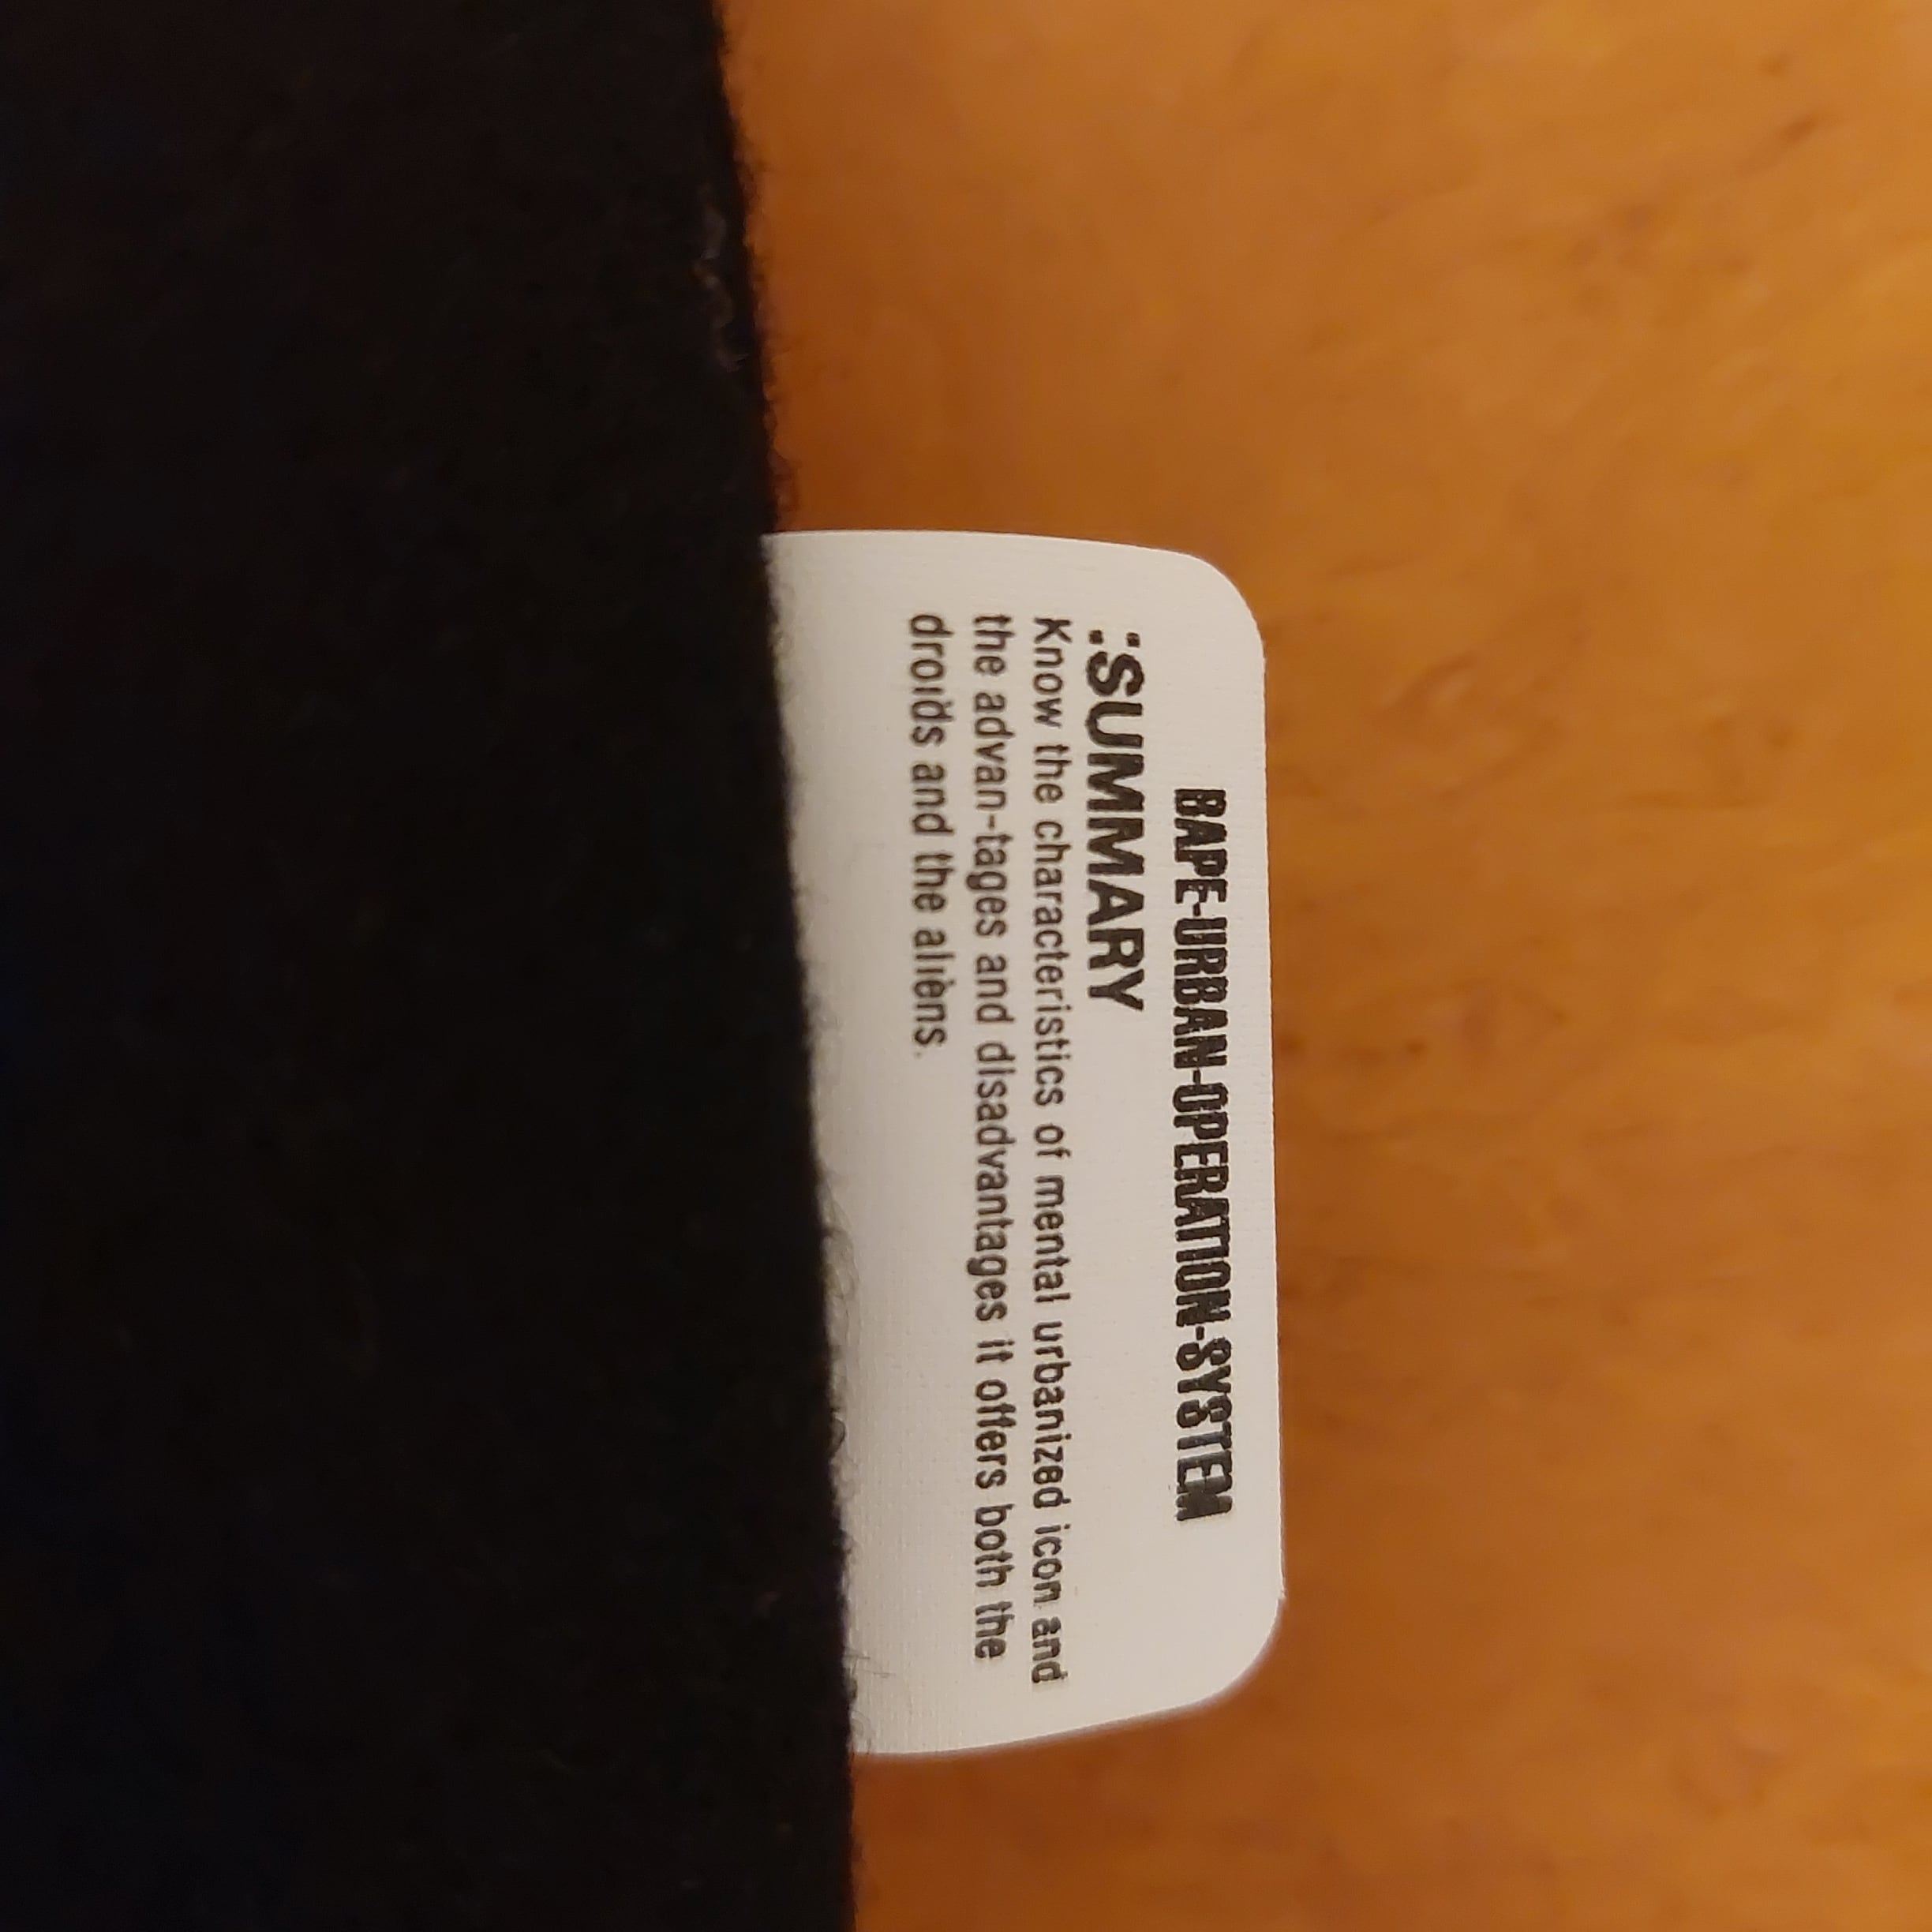 BAPE-URBAN-OPERATION-SYSTEM
:SUMMARY
Know the characteristics of mental urbanized icon and
the advan-tages and disadvantages it offers both the
droids and the aliens.